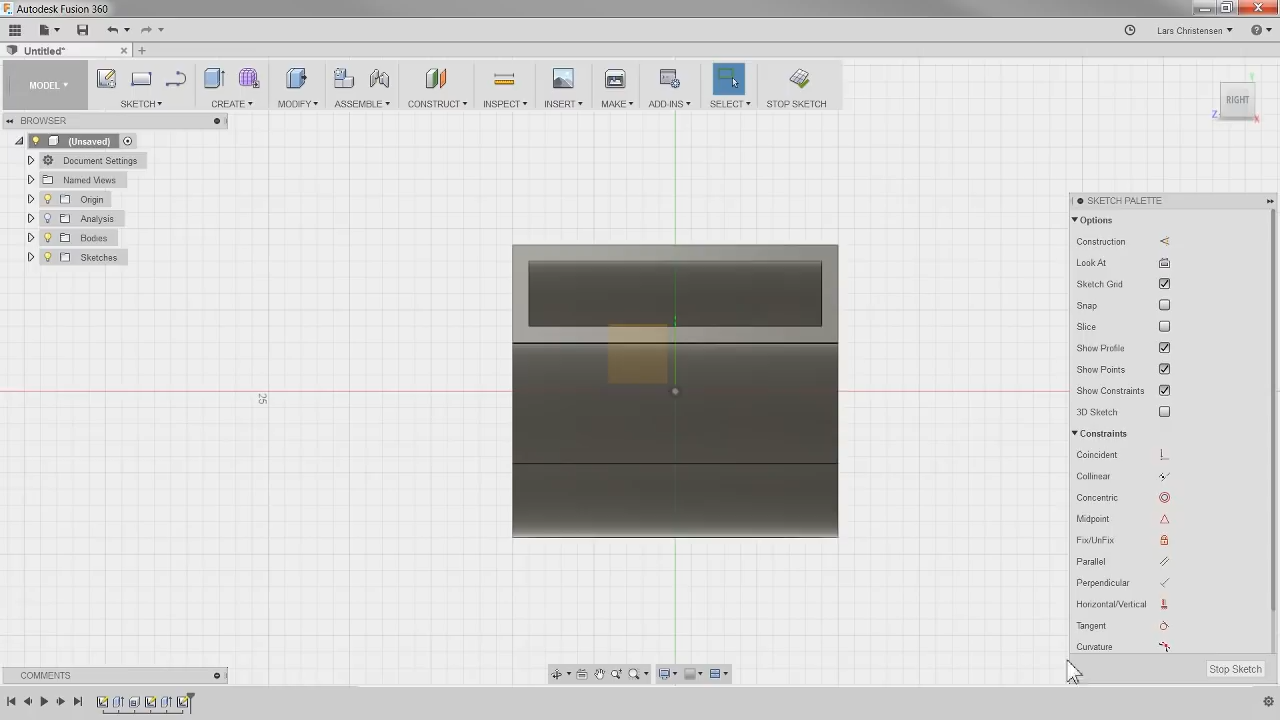 Autodesk Fusion 360
Lars Christensen
Untitled*
MODEL
SKETCH
CREATE
MODIFY
ASSEMBLE
CONSTRUCT
INSPECT
INSERT
MAKE
ADD-INS
SELECT
STOP SKETCH
BROWSER
(Unsaved)
Document Settings
Named Views
Origin
Analysis
Bodies
Sketches
RIGHT
Z
Y
X
25
SKETCH PALETTE
Options
Construction
Look At
Sketch Grid
Snap
Slice
Show Profile
Show Points
Show Constraints
3D Sketch
Constraints
Coincident
Collinear
Concentric
Midpoint
Fix/UnFix
Parallel
Perpendicular
Horizontal/Vertical
Tangent
Curvature
Stop Sketch
COMMENTS